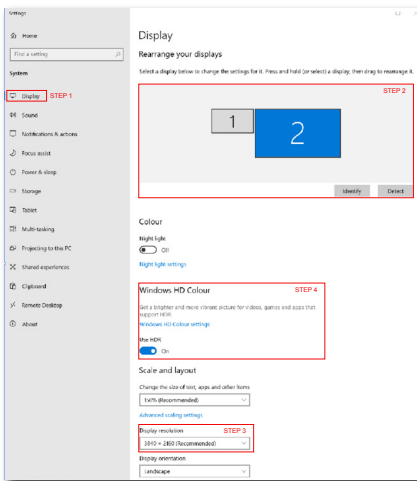 Settings
Home
Find a setting
System
Display STEP 1
Sound
Notifications & actions
Focus assist
Power & sleep
Storage
Tablet
Multi-tasking
Projecting to this PC
Shared experiences
Clipboard
Remote Desktop
About
Display
Rearrange your displays
Select a display below to change the settings for it. Press and hold (or select) a display, then drag to rearrange it.
STEP 2
1
2
Identify Detect
Colour
Night light
Off
Night light settings
Windows HD Colour STEP 4
Get a brighter and more vibrant picture for videos, games and apps that
support HDR.
Windows HD Colour settings
Use HDR
On
Scale and layout
Change the size of text, apps and other items
150% (Recommended)
Advanced scaling settings
Display resolution STEP 3
3840 × 2160 (Recommended)
Display orientation
Landscape